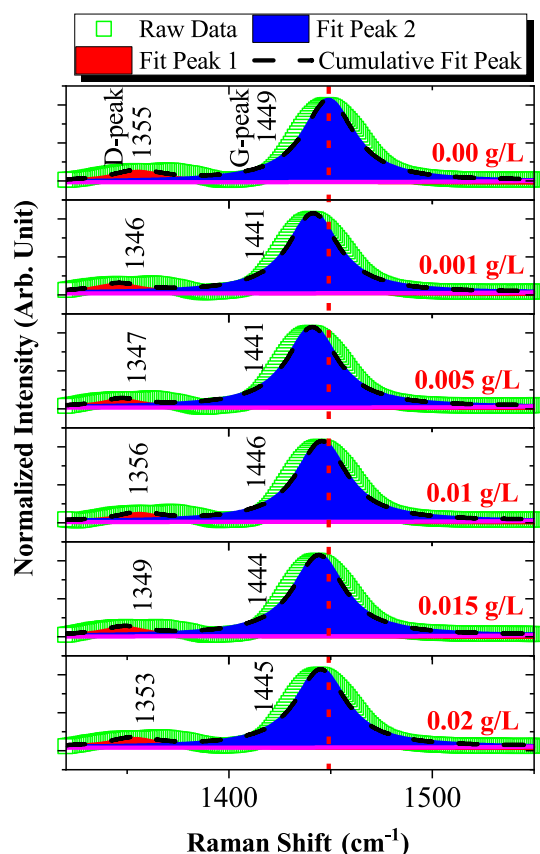 Raw Data Fit Peak 2
Fit Peak 1 Cumulative Fit Peak
D-peak
1355
G-peak
1449
0.00 g/L
1346
1441
0.001 g/L
1347
1441
0.005 g/L
1356
1446
0.01 g/L
1349
1444
0.015 g/L
1353
1445
0.02 g/L
Normalized Intensity (Arb. Unit)
1400 1500
Raman Shift (cm⁻¹)